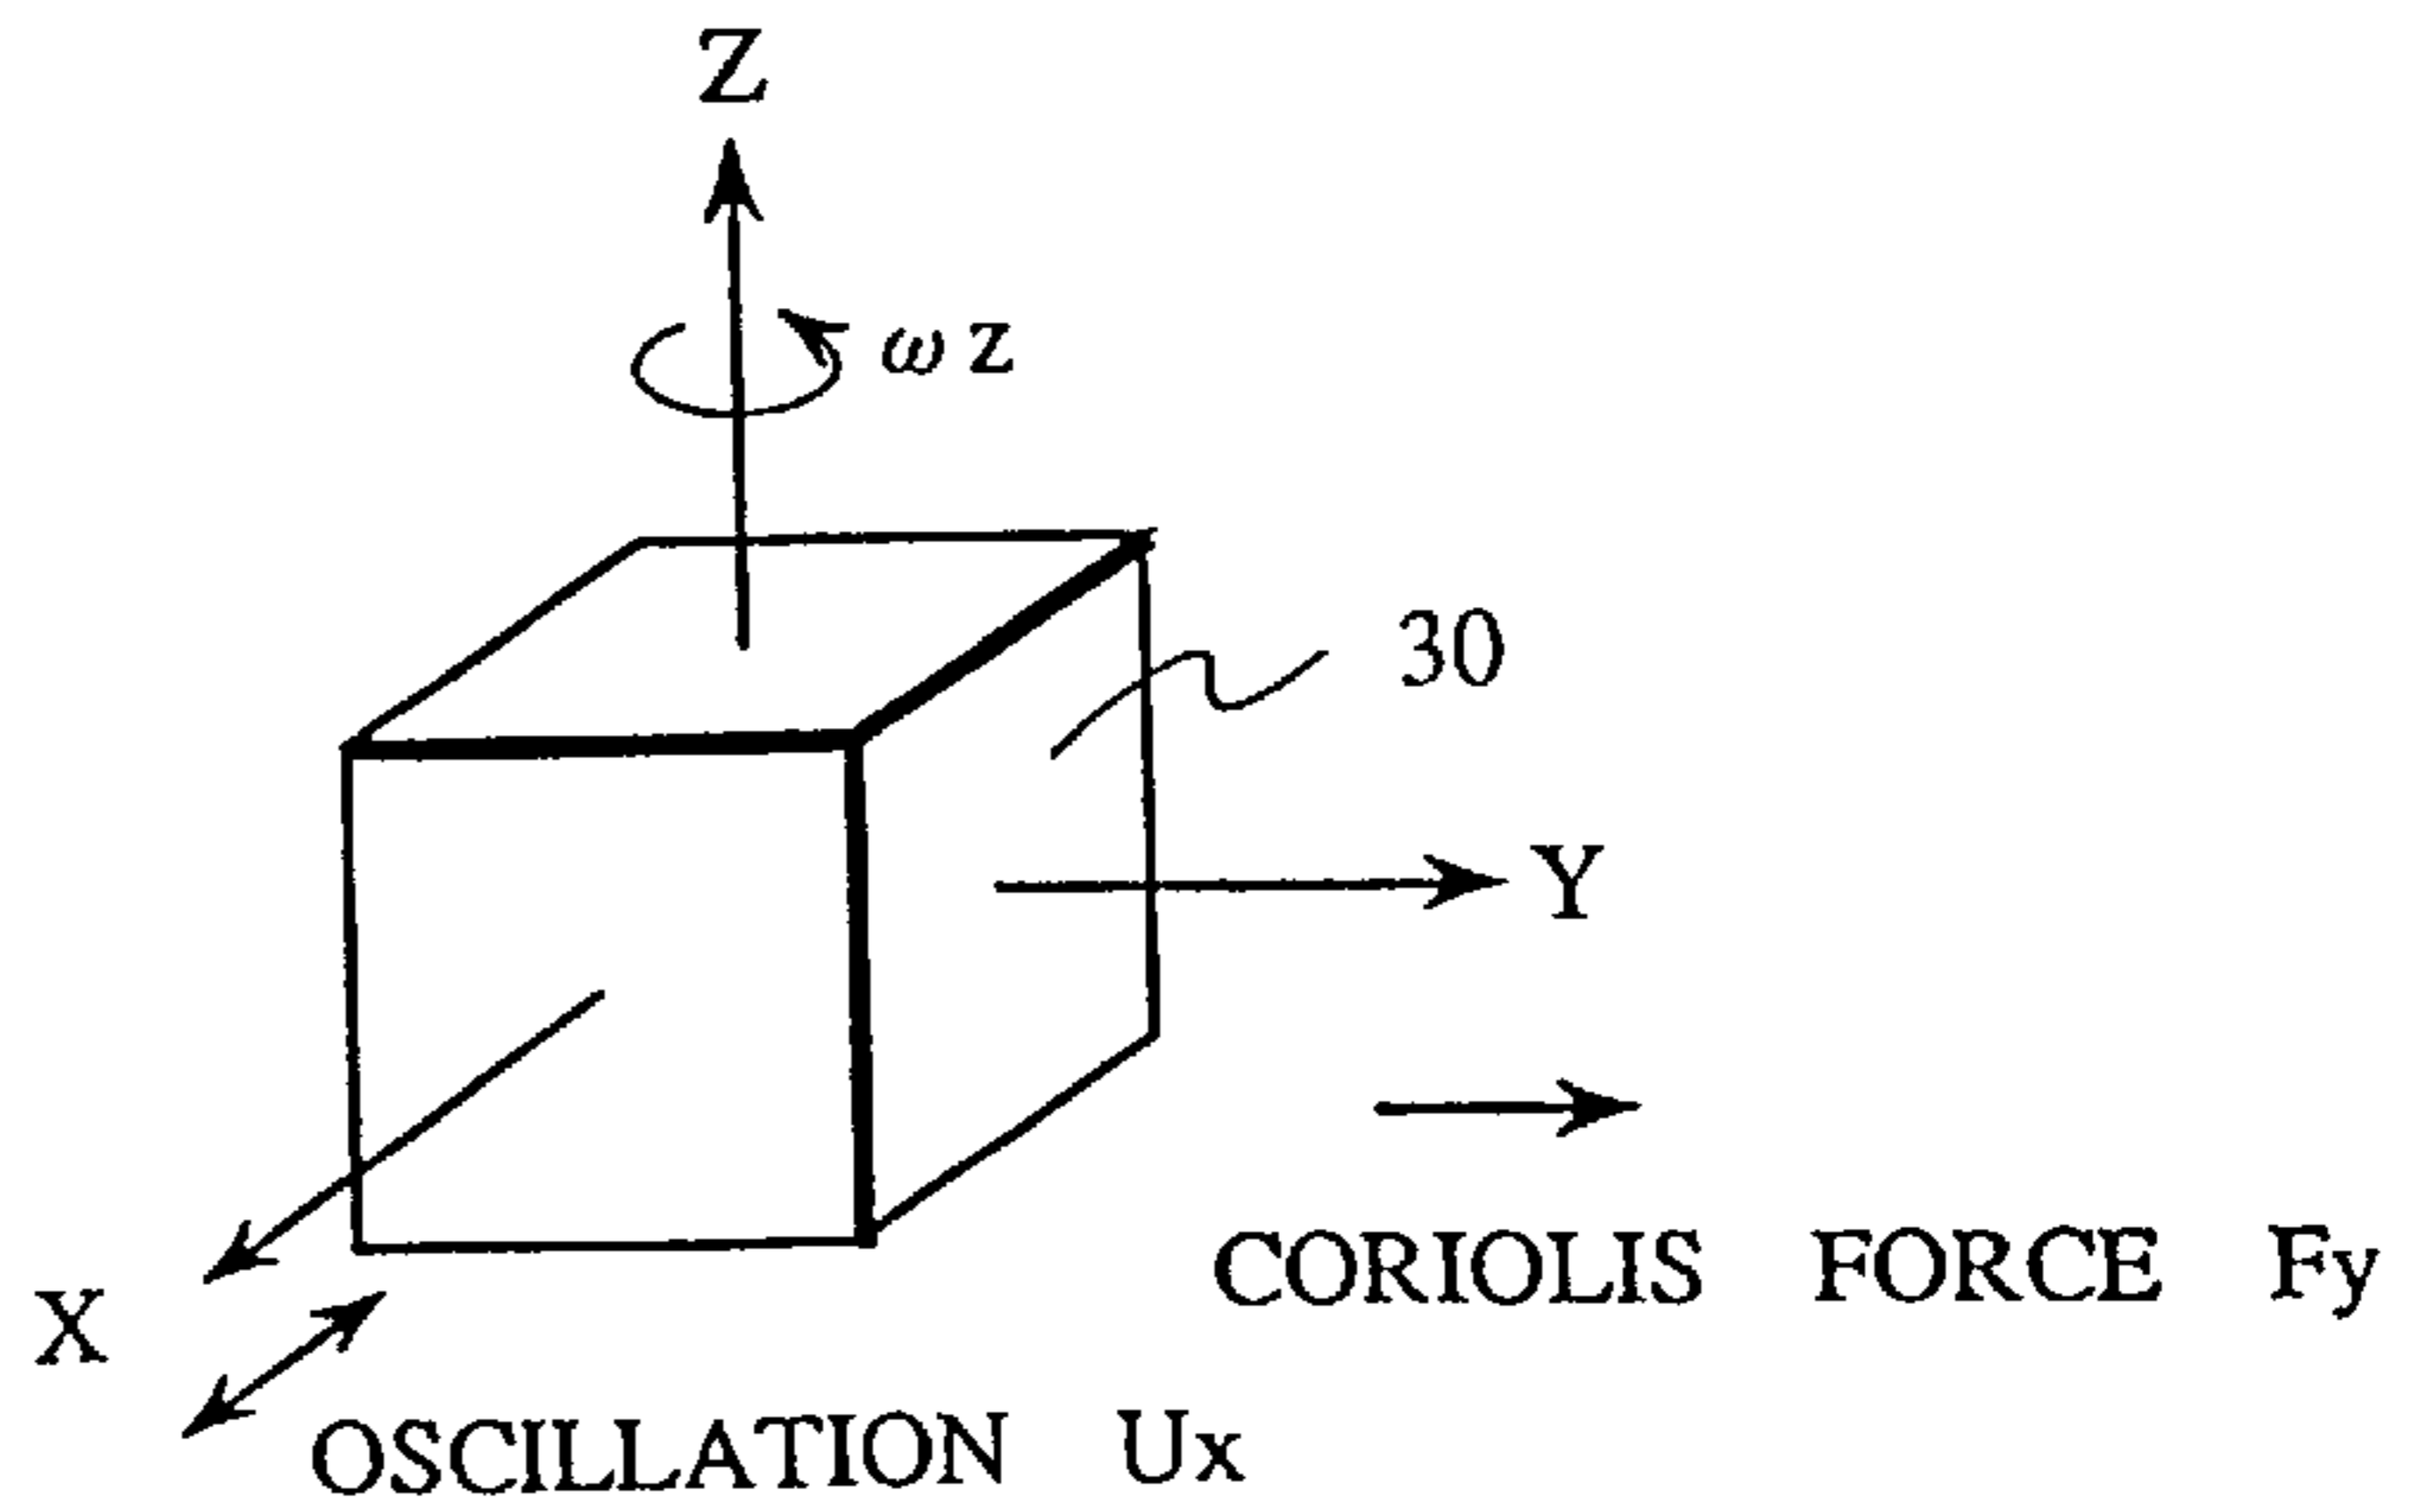 Z
ωz
30
Y
CORIOLIS FORCE Fy
X
OSCILLATION Ux